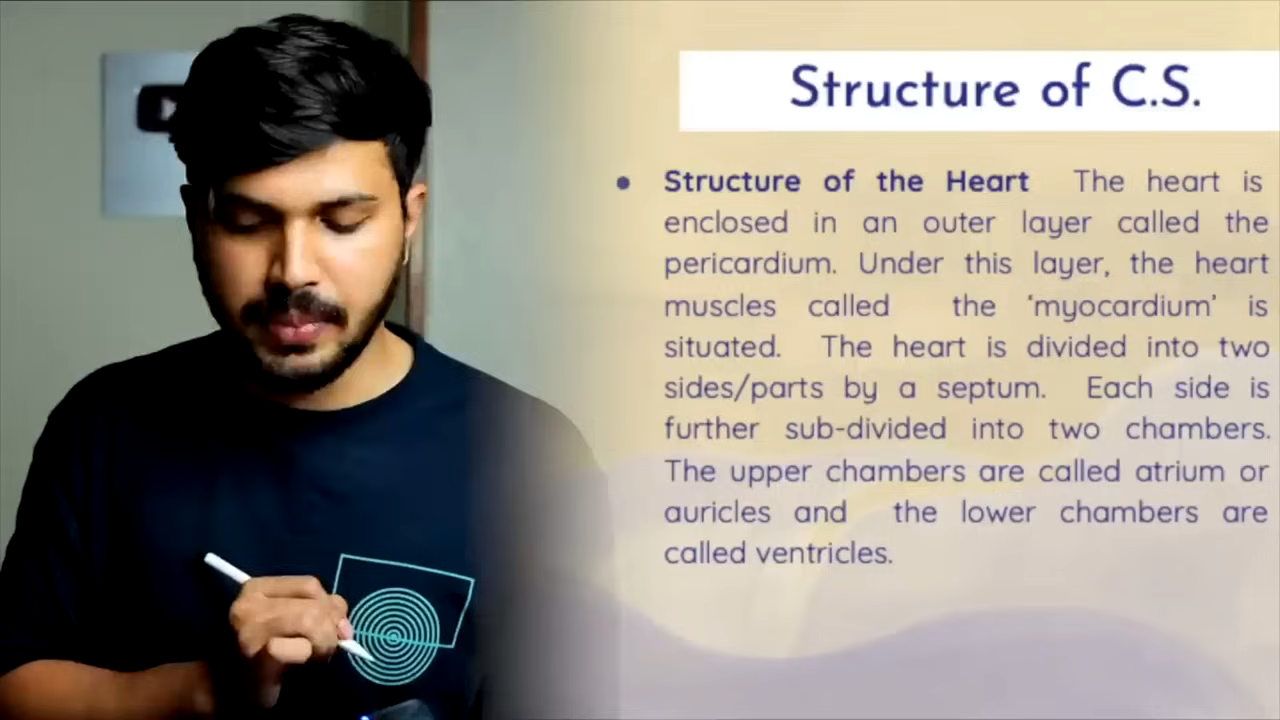 Structure of C.S.
• Structure of the Heart The heart is
enclosed in an outer layer called the
pericardium. Under this layer, the heart
muscles called the ‘myocardium’ is
situated. The heart is divided into two
sides/parts by a septum. Each side is
further sub-divided into two chambers.
The upper chambers are called atrium or
auricles and the lower chambers are
called ventricles.